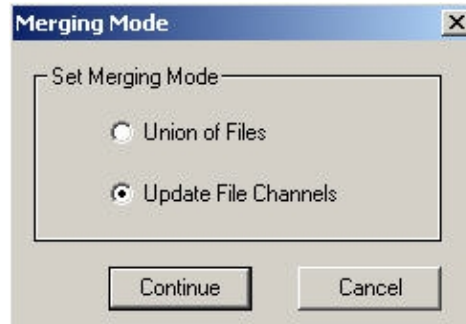 Merging Mode
Set Merging Mode
Union of Files
Update File Channels
Continue Cancel